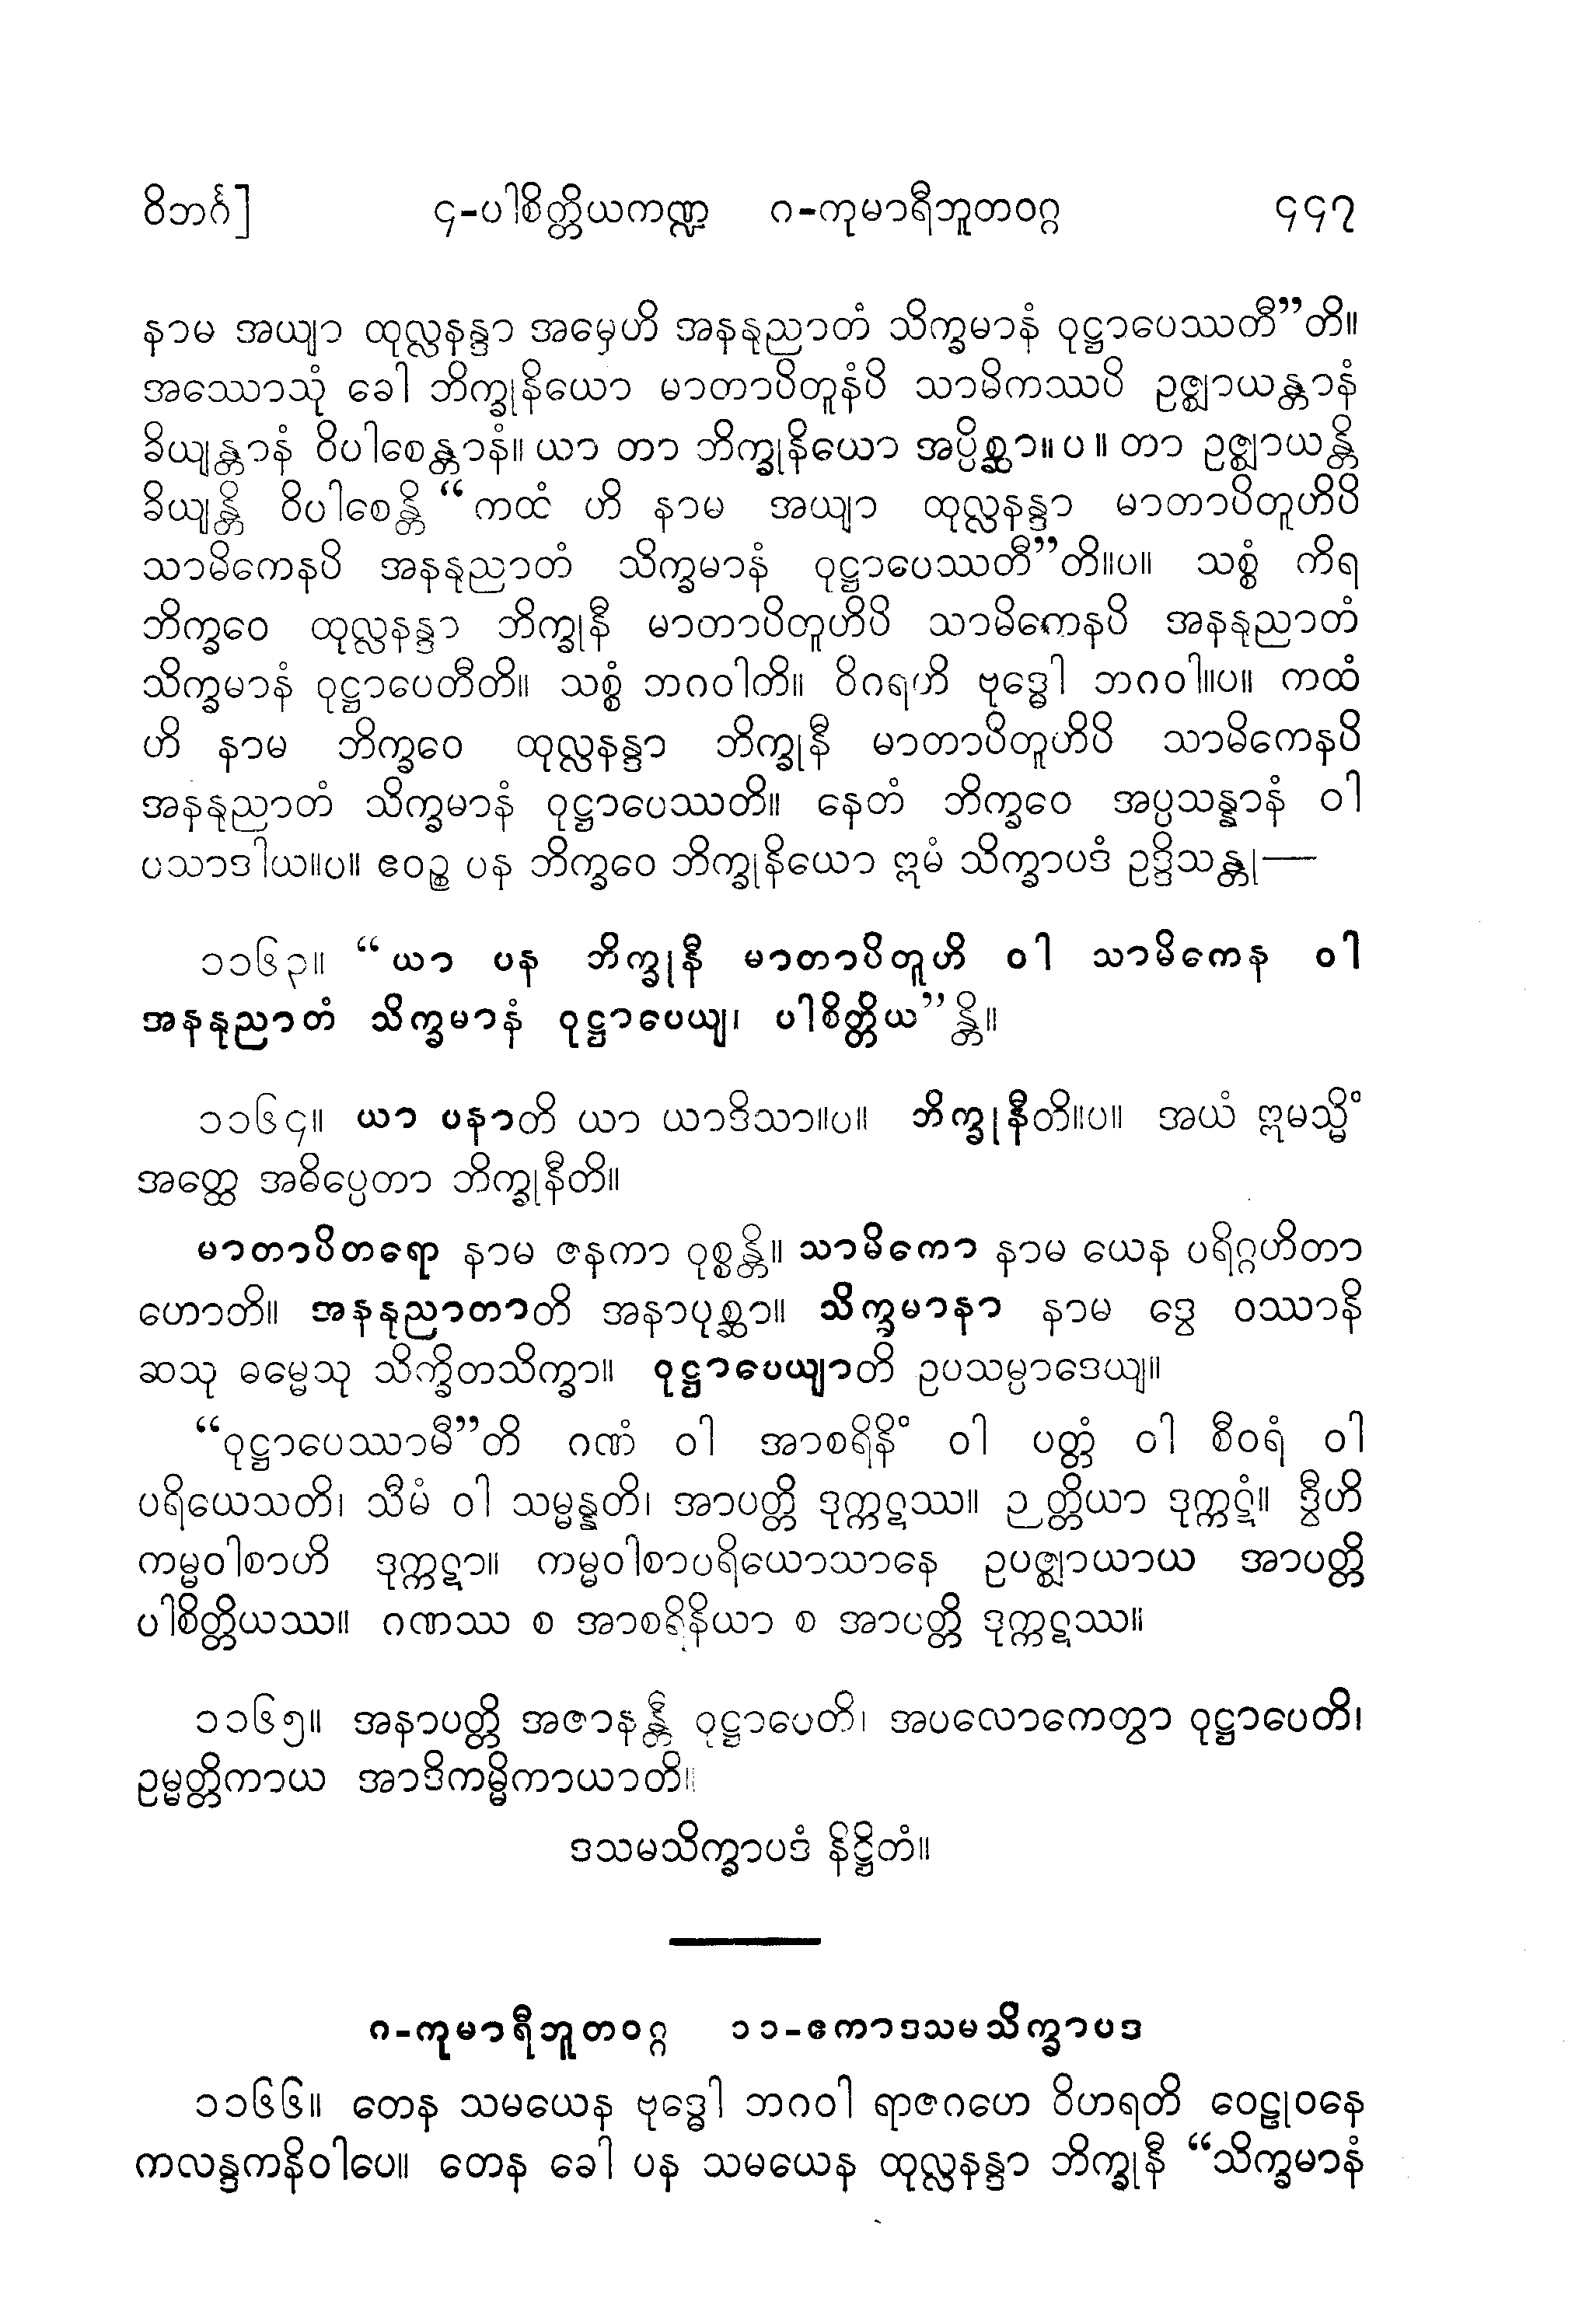 ဝိဘင်္ဂ] ၄-ပါစိတ္တိယကဏ္ဍ ဂ-ကုမာရီဘူတဝဂ္ဂ ၄၄၇
နာမ အယျာ ထုလ္လနန္ဒာ အမှေဟိ အနနုညာတံ သိက္ခမာနံ ဝုဋ္ဌာပေဿတီ”တိ။
အဿောသုံ ခေါ ဘိက္ခုနိယော မာတာပိတူနံပိ သာမိကဿပိ ဥဇ္ဈာယန္တာနံ
ခိယျန္တာနံ ဝိပါစေန္တာနံ။ ယာ တာ ဘိက္ခုနိယော အပ္ပိစ္ဆာ။ပ။ တာ ဥဇ္ဈာယန္တိ
ခိယျန္တိ ဝိပါစေန္တိ “ကထံ ဟိ နာမ အယျာ ထုလ္လနန္ဒာ မာတာပိတူဟိပိ
သာမိကေနပိ အနနုညာတံ သိက္ခမာနံ ဝုဋ္ဌာပေဿတီ”တိ။ပ။ သစ္စံ ကိရ
ဘိက္ခဝေ ထုလ္လနန္ဒာ ဘိက္ခုနီ မာတာပိတူဟိပိ သာမိကေနပိ အနနုညာတံ
သိက္ခမာနံ ဝုဋ္ဌာပေတီတိ။ သစ္စံ ဘဂဝါတိ။ ဝိဂရဟိ ဗုဒ္ဓေါ ဘဂဝါ။ပ။ ကထံ
ဟိ နာမ ဘိက္ခဝေ ထုလ္လနန္ဒာ ဘိက္ခုနီ မာတာပိတူဟိပိ သာမိကေနပိ
အနနုညာတံ သိက္ခမာနံ ဝုဋ္ဌာပေဿတိ။ နေတံ ဘိက္ခဝေ အပ္ပသန္နာနံ ဝါ
ပသာဒါယ။ပ။ ဧဝဉ္စ ပန ဘိက္ခဝေ ဘိက္ခုနိယော ဣမံ သိက္ခာပဒံ ဥဒ္ဒိသန္တု—
၁၁၆၃။ “ယာ ပန ဘိက္ခုနီ မာတာပိတူဟိ ဝါ သာမိကေန ဝါ
အနနုညာတံ သိက္ခမာနံ ဝုဋ္ဌာပေယျ၊ ပါစိတ္တိယ”န္တိ။
၁၁၆၄။ ယာ ပနာတိ ယာ ယာဒိသာ။ပ။ ဘိက္ခုနီတိ။ပ။ အယံ ဣမသ္မိံ
အတ္ထေ အဓိပ္ပေတာ ဘိက္ခုနီတိ။
မာတာပိတရော နာမ ဇနကာ ဝုစ္စန္တိ။ သာမိကော နာမ ယေန ပရိဂ္ဂဟိတာ
ဟောတိ။ အနနုညာတာတိ အနာပုစ္ဆာ။ သိက္ခမာနာ နာမ ဒွေ ဝဿာနိ
ဆသု ဓမ္မေသု သိက္ခိတသိက္ခာ။ ဝုဋ္ဌာပေယျာတိ ဥပသမ္ပာဒေယျ။
“ဝုဋ္ဌာပေဿာမီ”တိ ဂဏံ ဝါ အာစရိနိံ ဝါ ပတ္တံ ဝါ စီဝရံ ဝါ
ပရိယေသတိ၊ သီမံ ဝါ သမ္မန္နတိ၊ အာပတ္တိ ဒုက္ကဋဿ။ ဉတ္တိယာ ဒုက္ကဋံ။ ဒွီဟိ
ကမ္မဝါစာဟိ ဒုက္ကဋာ။ ကမ္မဝါစာပရိယောသာနေ ဥပဇ္ဈာယာယ အာပတ္တိ
ပါစိတ္တိယဿ။ ဂဏဿ စ အာစရိနိယာ စ အာပတ္တိ ဒုက္ကဋဿ။
၁၁၆၅။ အနာပတ္တိ အဇာနန္တီ ဝုဋ္ဌာပေတိ၊ အပလောကေတွာ ဝုဋ္ဌာပေတိ၊
ဥမ္မတ္တိကာယ အာဒိကမ္မိကာယာတိ။
ဒသမသိက္ခာပဒံ နိဋ္ဌိတံ။
ဂ-ကုမာရီဘူတဝဂ္ဂ ၁၁-ဧကာဒသမသိက္ခာပဒ
၁၁၆၆။ တေန သမယေန ဗုဒ္ဓေါ ဘဂဝါ ရာဇဂဟေ ဝိဟရတိ ဝေဠုဝနေ
ကလန္ဒကနိဝါပေ။ တေန ခေါ ပန သမယေန ထုလ္လနန္ဒာ ဘိက္ခုနီ “သိက္ခမာနံ